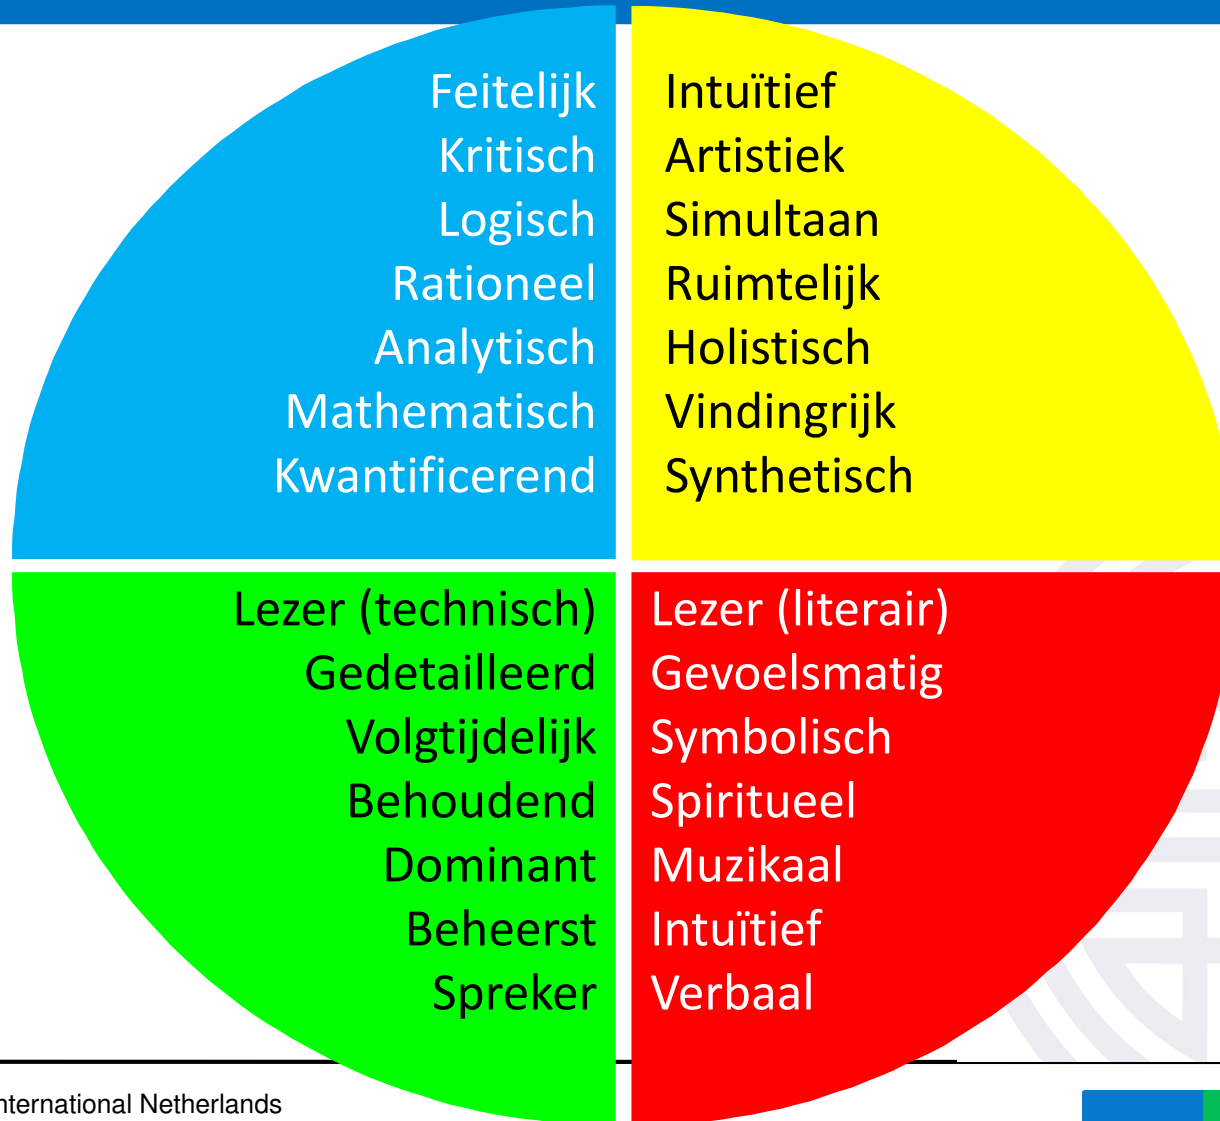 Feitelijk
Kritisch
Logisch
Rationeel
Analytisch
Mathematisch
Kwantificerend
Intuïtief
Artistiek
Simultaan
Ruimtelijk
Holistisch
Vindingrijk
Synthetisch
Lezer (technisch)
Gedetailleerd
Volgtijdelijk
Behoudend
Dominant
Beheerst
Spreker
Lezer (literair)
Gevoelsmatig
Symbolisch
Spiritueel
Muzikaal
Intuïtief
Verbaal
nternational Netherlands